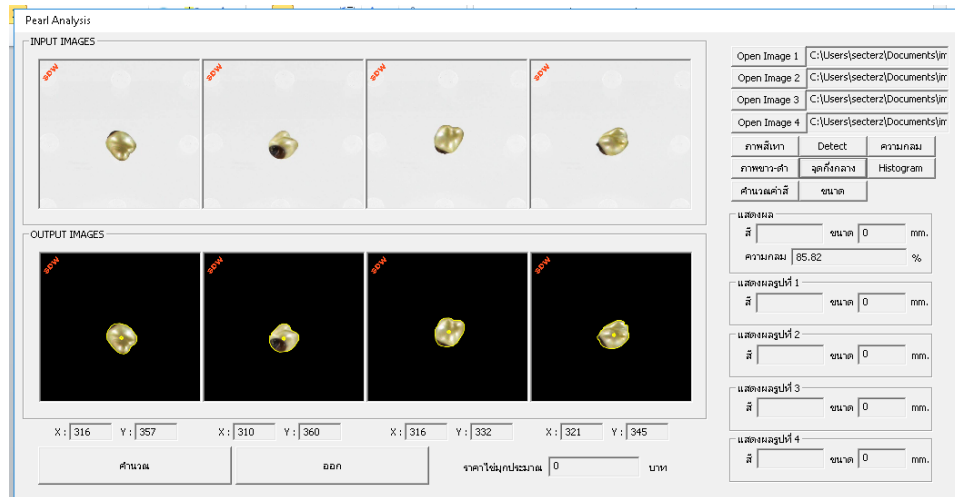 Pearl Analysis
INPUT IMAGES
SDW SDW SDW SDW
Open Image 1 C:\Users\secterz\Documents\im
Open Image 2 C:\Users\secterz\Documents\im
Open Image 3 C:\Users\secterz\Documents\im
Open Image 4 C:\Users\secterz\Documents\im
ภาพสีเทา Detect ความกลม
ภาพขาว-ดำ จุดกึ่งกลาง Histogram
คำนวณค่าสี ขนาด
แสดงผล
สี ขนาด 0 mm.
ความกลม 85.82 %
OUTPUT IMAGES
SDW SDW SDW SDW
แสดงผลรูปที่ 1
สี ขนาด 0 mm.
แสดงผลรูปที่ 2
สี ขนาด 0 mm.
แสดงผลรูปที่ 3
สี ขนาด 0 mm.
แสดงผลรูปที่ 4
สี ขนาด 0 mm.
X : 316 Y : 357 X : 310 Y : 360 X : 316 Y : 332 X : 321 Y : 345
คำนวณ ออก ราคาไข่มุกประมาณ 0 บาท